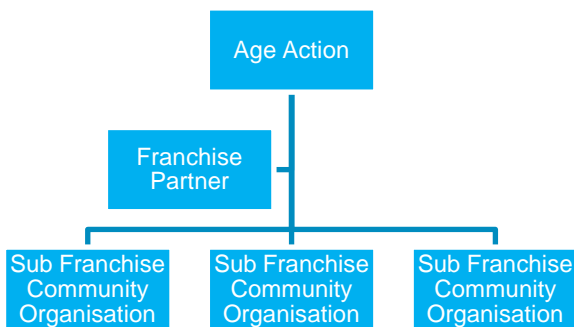 Age Action
Franchise
Partner
Sub Franchise
Community
Organisation
Sub Franchise
Community
Organisation
Sub Franchise
Community
Organisation